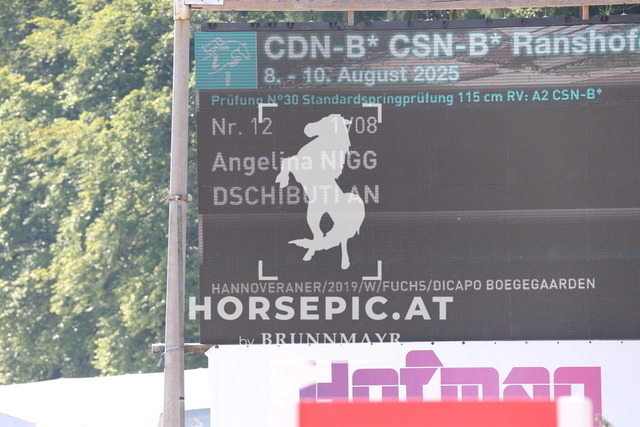 CDN-B* CSN-B* Ranshof
8. - 10. August 2025
Prüfung N°30 Standardspringprüfung 115 cm RV: A2 CSN-B*
Nr. 12
Angelina NIGG
DSCHIBUTI AN
HANNOVERANER/2019/W/FUCHS/DICAPO BOEGEGAARDEN
HORSEPIC.AT
by BRUNNMAYR